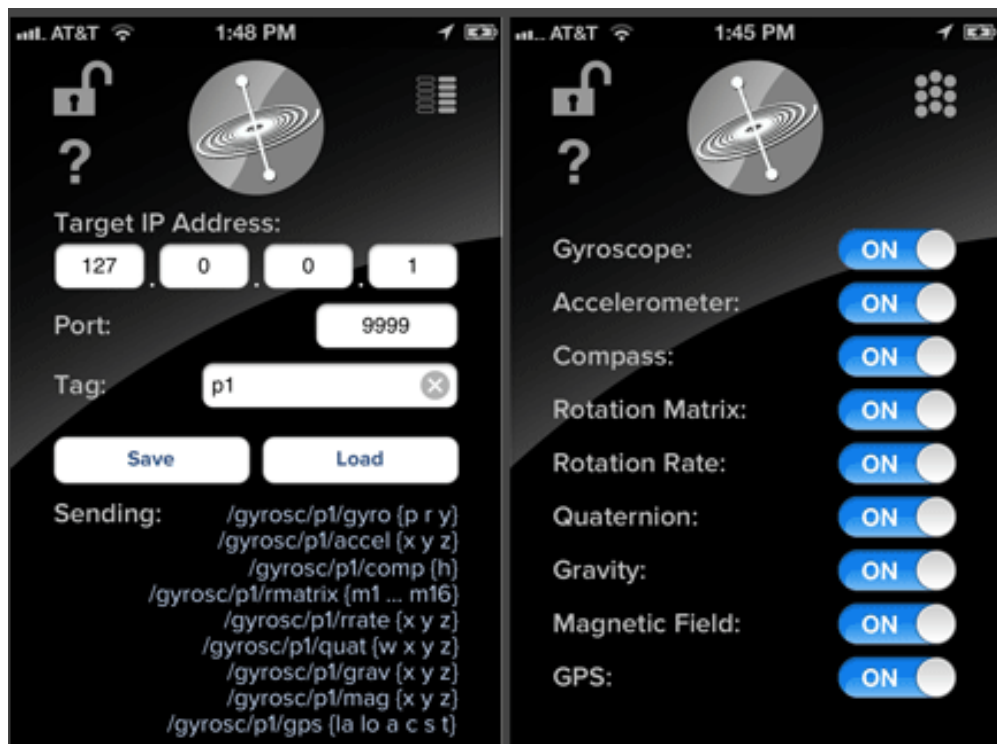 AT&T 1:48 PM
?
Target IP Address:
127 . 0 . 0 . 1
Port: 9999
Tag: p1
Save Load
Sending: /gyrosc/p1/gyro {p r y}
/gyrosc/p1/accel {x y z}
/gyrosc/p1/comp {h}
/gyrosc/p1/rmatrix {m1 ... m16}
/gyrosc/p1/rrate {x y z}
/gyrosc/p1/quat {w x y z}
/gyrosc/p1/grav {x y z}
/gyrosc/p1/mag {x y z}
/gyrosc/p1/gps {la lo a c s t}
AT&T 1:45 PM
?
Gyroscope: ON
Accelerometer: ON
Compass: ON
Rotation Matrix: ON
Rotation Rate: ON
Quaternion: ON
Gravity: ON
Magnetic Field: ON
GPS: ON